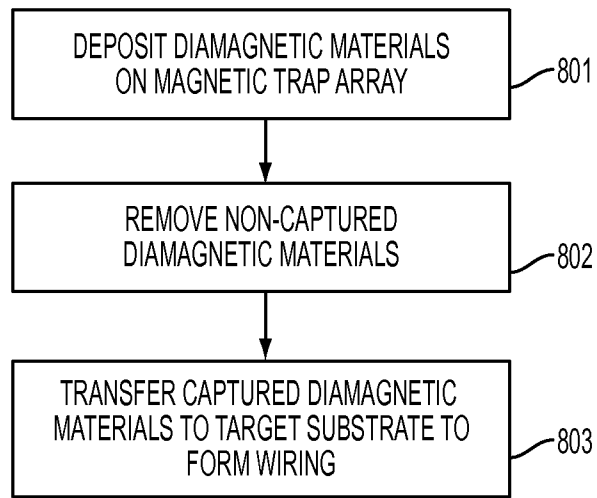 DEPOSIT DIAMAGNETIC MATERIALS
ON MAGNETIC TRAP ARRAY
801
REMOVE NON-CAPTURED
DIAMAGNETIC MATERIALS
802
TRANSFER CAPTURED DIAMAGNETIC
MATERIALS TO TARGET SUBSTRATE TO
FORM WIRING
803